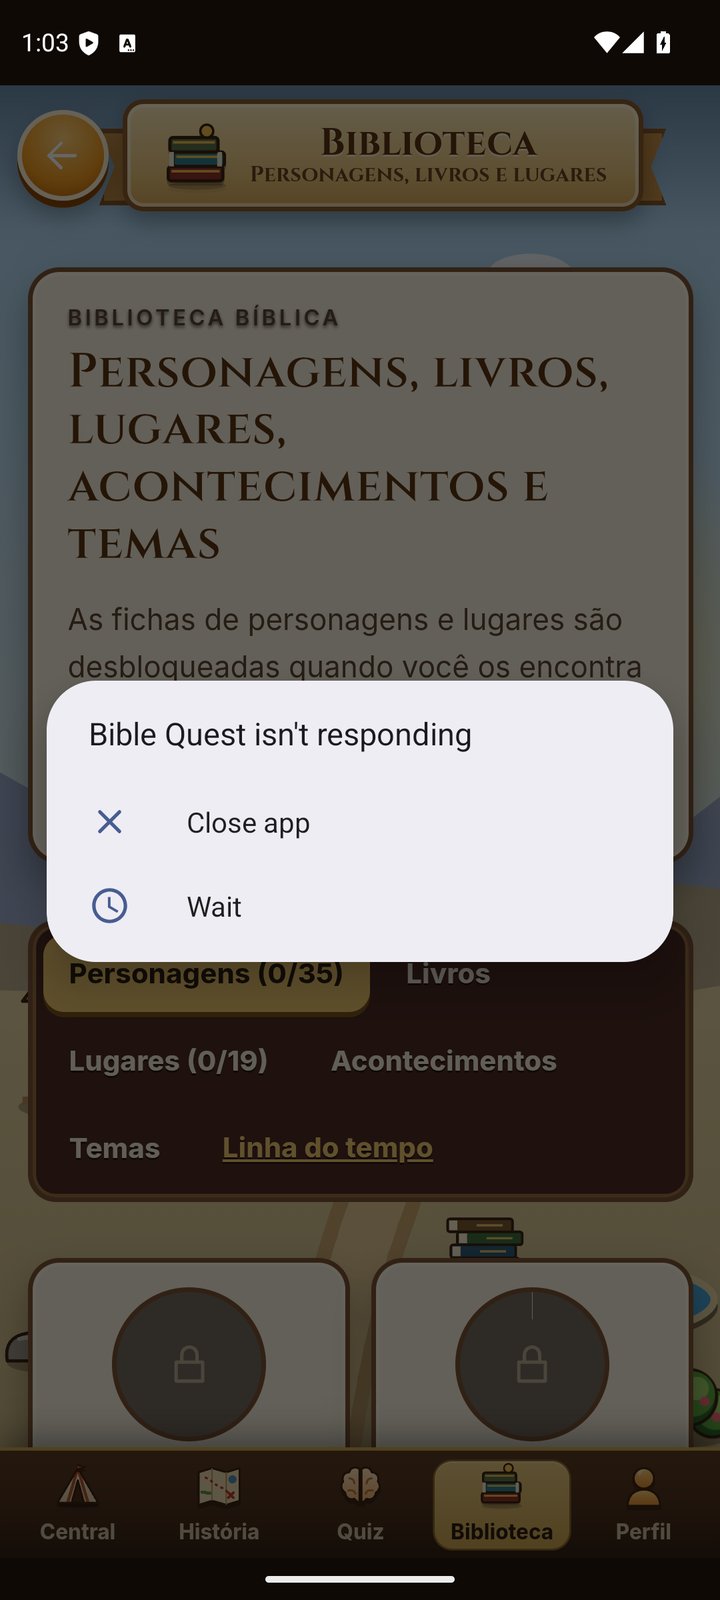 1:03
Biblioteca
Personagens, livros e lugares
BIBLIOTECA BÍBLICA
Personagens, livros,
lugares,
acontecimentos e
temas
As fichas de personagens e lugares são
desbloqueadas quando você os encontra
Bible Quest isn't responding
Close app
Wait
Personagens (0/35)
Livros
Lugares (0/19)
Acontecimentos
Temas
Linha do tempo
Central
História
Quiz
Biblioteca
Perfil